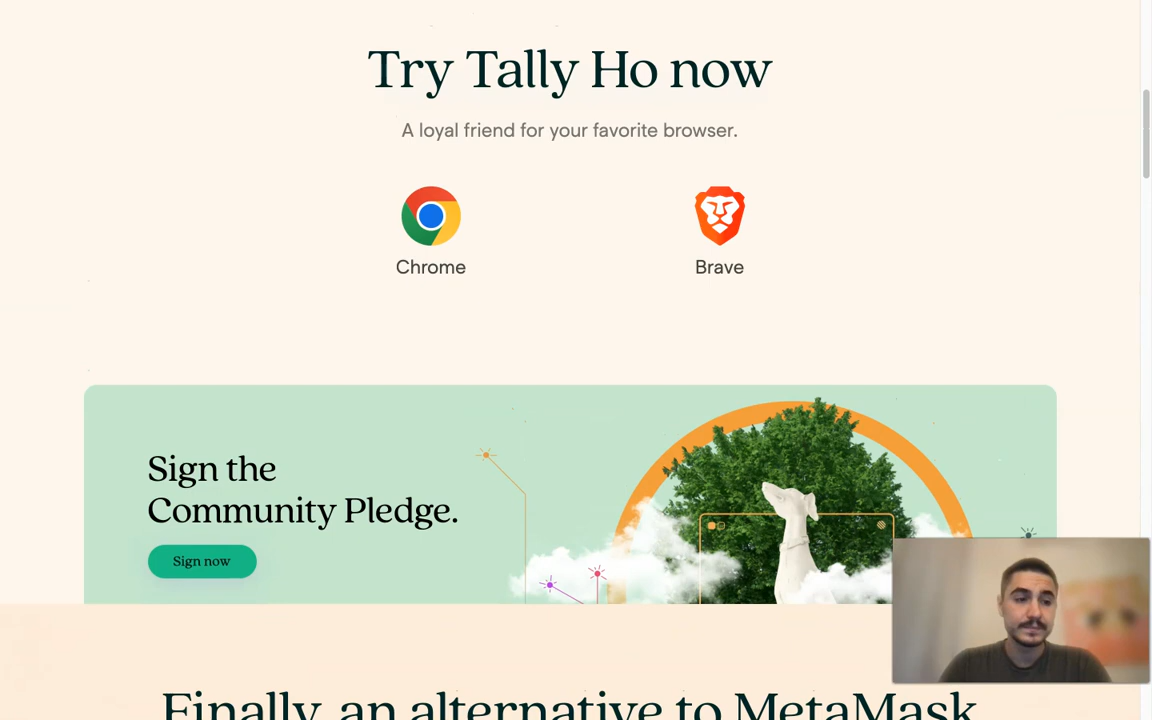 Try Tally Ho now
A loyal friend for your favorite browser.
Chrome
Brave
Sign the
Community Pledge.
Sign now
Finally, an alternative to MetaMask